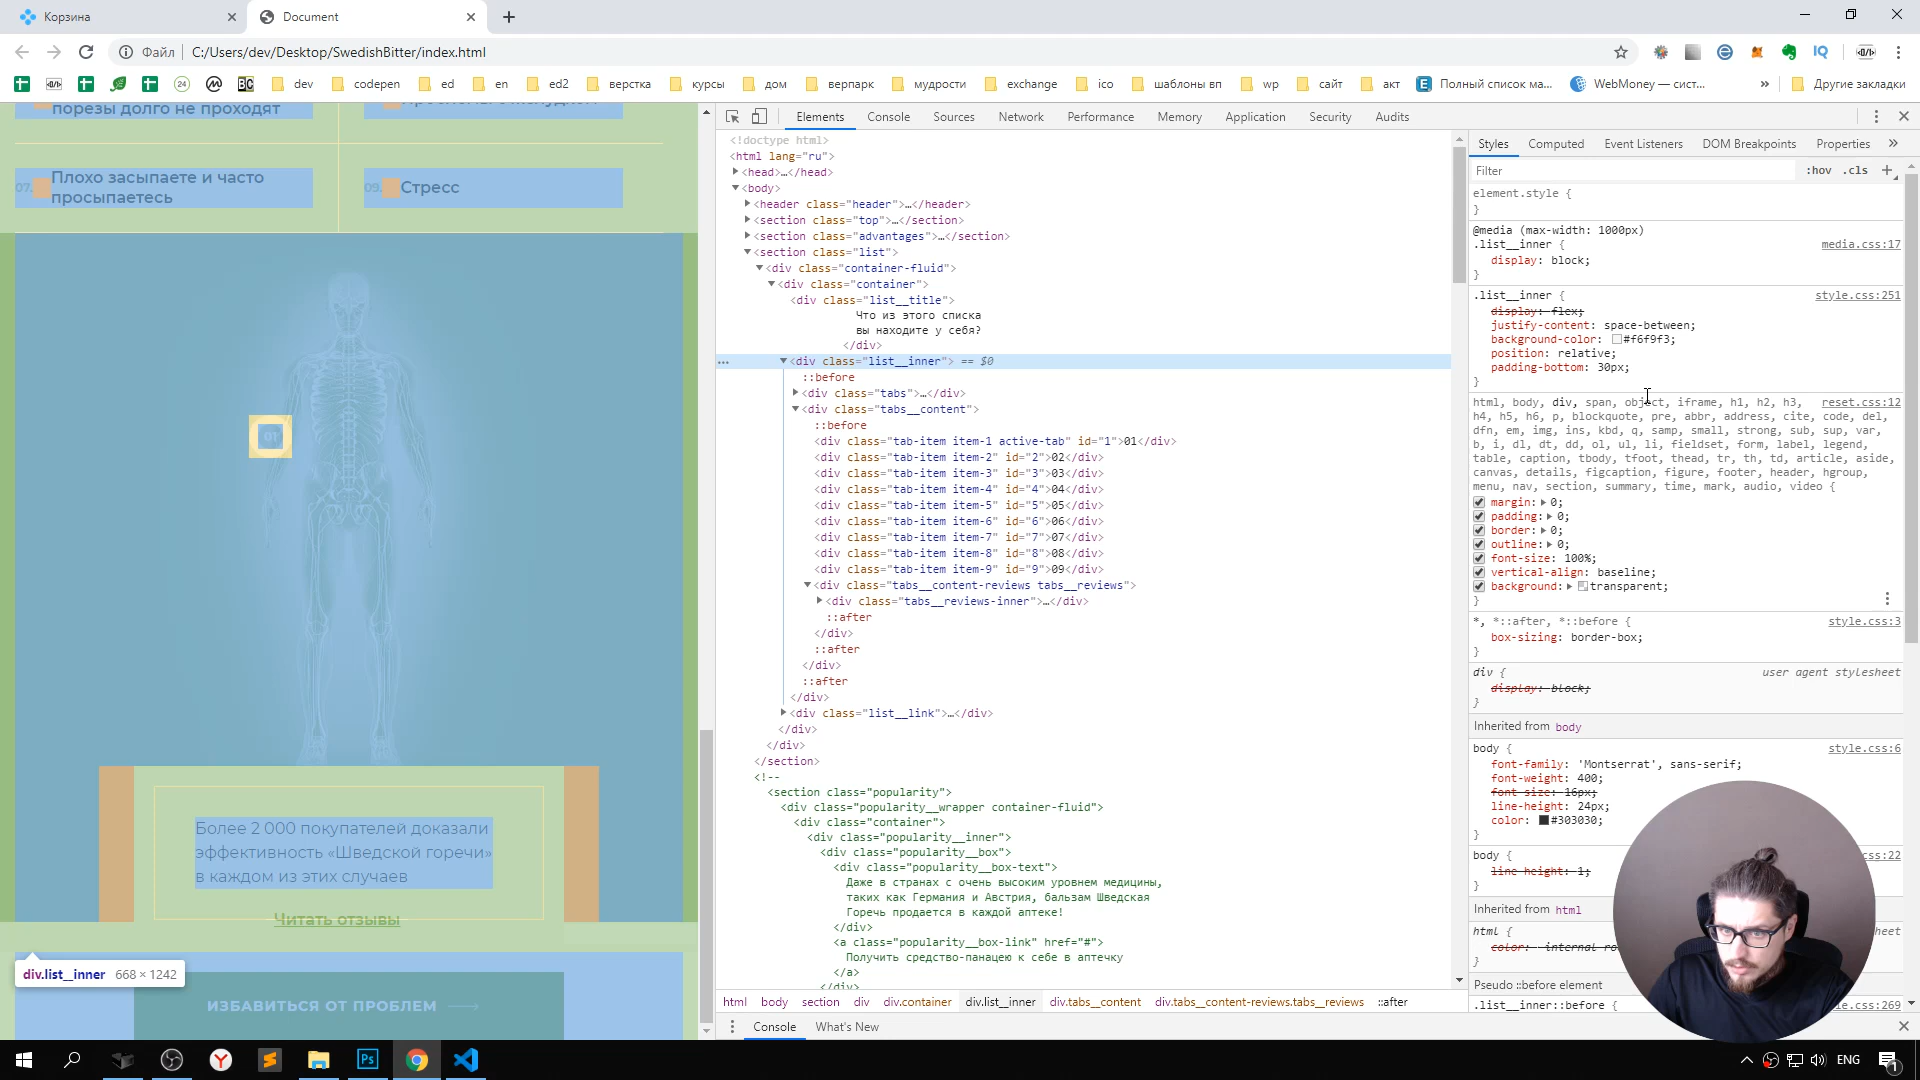 Корзина
Document
Файл
C:/Users/dev/Desktop/SwedishBitter/index.html
IQ
24
BC
dev
codepen
ed
en
ed2
верстка
курсы
дом
верпарк
мудрости
exchange
ico
шаблоны вп
wp
сайт
акт
Полный список ма...
WebMoney — сист...
»
Другие закладки
порезы долго не проходят
07.
Плохо засыпаете и часто
просыпаетесь
09.
Стресс
01
Более 2 000 покупателей доказали
эффективность «Шведской горечи»
в каждом из этих случаев
Читать отзывы
div.list__inner 668 × 1242
ИЗБАВИТЬСЯ ОТ ПРОБЛЕМ
Elements Console Sources Network Performance Memory Application Security Audits
<!doctype html>
<html lang="ru">
<head>…</head>
<body>
<header class="header">…</header>
<section class="top">…</section>
<section class="advantages">…</section>
<section class="list">
<div class="container-fluid">
<div class="container">
<div class="list__title">
Что из этого списка
вы находите у себя?
</div>
<div class="list__inner"> == $0
::before
<div class="tabs">…</div>
<div class="tabs__content">
::before
<div class="tab-item item-1 active-tab" id="1">01</div>
<div class="tab-item item-2" id="2">02</div>
<div class="tab-item item-3" id="3">03</div>
<div class="tab-item item-4" id="4">04</div>
<div class="tab-item item-5" id="5">05</div>
<div class="tab-item item-6" id="6">06</div>
<div class="tab-item item-7" id="7">07</div>
<div class="tab-item item-8" id="8">08</div>
<div class="tab-item item-9" id="9">09</div>
<div class="tabs__content-reviews tabs__reviews">
<div class="tabs__reviews-inner">…</div>
::after
</div>
::after
</div>
::after
</div>
<div class="list__link">…</div>
</div>
</div>
</section>
<!--
<section class="popularity">
<div class="popularity__wrapper container-fluid">
<div class="container">
<div class="popularity__inner">
<div class="popularity__box">
<div class="popularity__box-text">
Даже в странах с очень высоким уровнем медицины,
таких как Германия и Австрия, бальзам Шведская
Горечь продается в каждой аптеке!
</div>
<a class="popularity__box-link" href="#">
Получить средство-панацею к себе в аптечку
</a>
</div>
html body section div div.container div.list__inner div.tabs__content div.tabs__content-reviews.tabs__reviews ::after
Console What's New
Styles Computed Event Listeners DOM Breakpoints Properties »
Filter :hov .cls +
element.style {
}
@media (max-width: 1000px)
.list__inner { media.css:17
display: block;
}
.list__inner { style.css:251
display: flex;
justify-content: space-between;
background-color: #f6f9f3;
position: relative;
padding-bottom: 30px;
}
html, body, div, span, object, iframe, h1, h2, h3, reset.css:12
h4, h5, h6, p, blockquote, pre, abbr, address, cite, code, del,
dfn, em, img, ins, kbd, q, samp, small, strong, sub, sup, var,
b, i, dl, dt, dd, ol, ul, li, fieldset, form, label, legend,
table, caption, tbody, tfoot, thead, tr, th, td, article, aside,
canvas, details, figcaption, figure, footer, header, hgroup,
menu, nav, section, summary, time, mark, audio, video {
margin: 0;
padding: 0;
border: 0;
outline: 0;
font-size: 100%;
vertical-align: baseline;
background: transparent;
}
*, *::after, *::before { style.css:3
box-sizing: border-box;
}
div { user agent stylesheet
display: block;
}
Inherited from body
body { style.css:6
font-family: 'Montserrat', sans-serif;
font-weight: 400;
font-size: 16px;
line-height: 24px;
color: #303030;
}
body { css:22
line-height: 1;
}
Inherited from html
html { sheet
color: -internal-ro
}
Pseudo ::before element
.list__inner::before { css:269
Ps
ENG
1